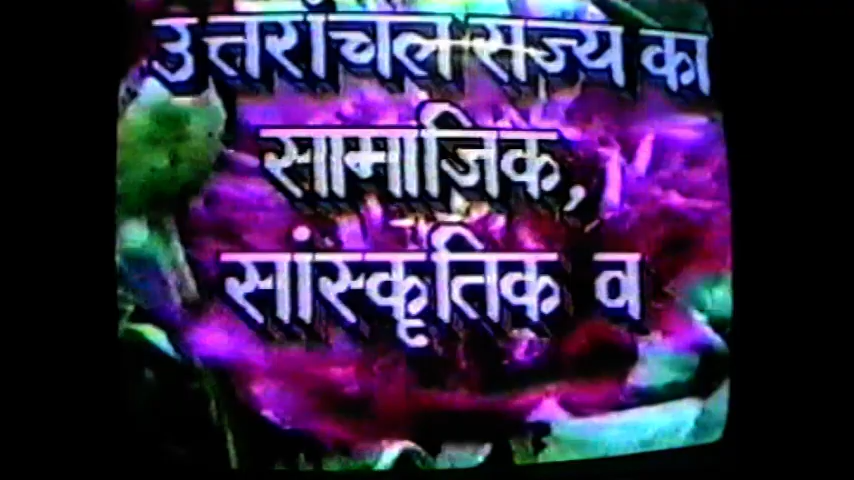 उत्तराँचल राज्य का
सामाजिक,
सांस्कृतिक व